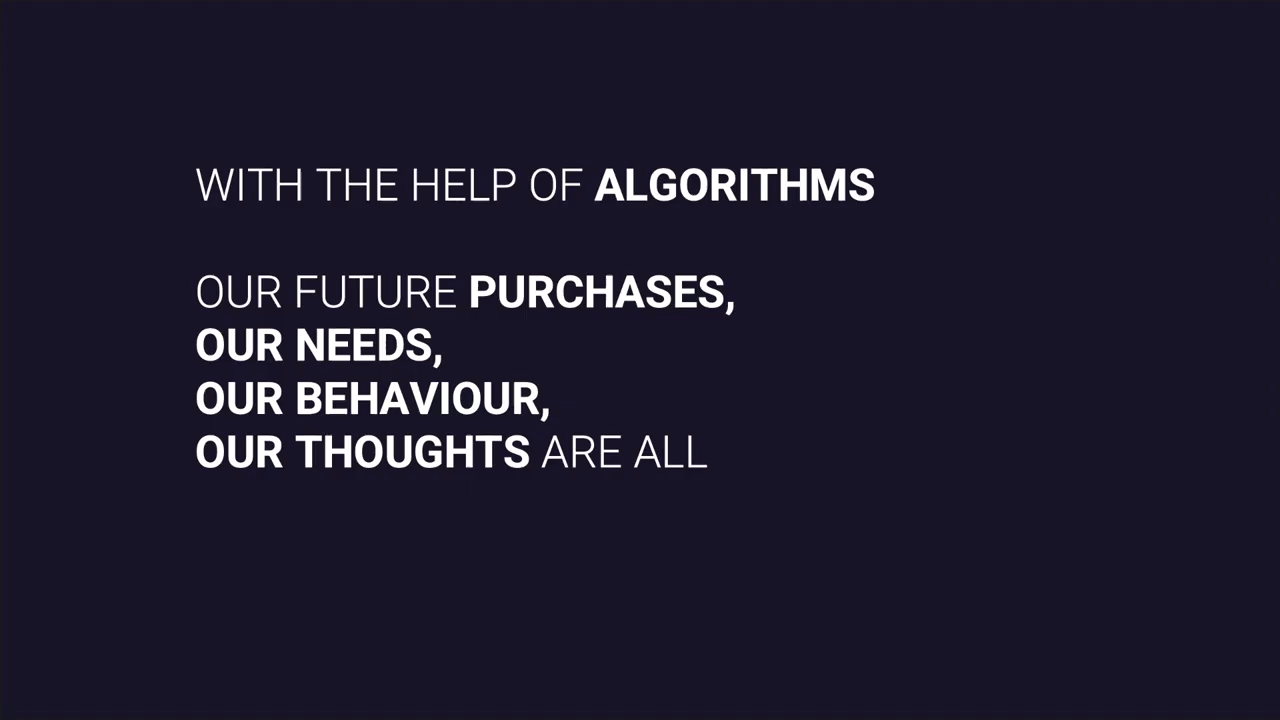 WITH THE HELP OF ALGORITHMS
OUR FUTURE PURCHASES,
OUR NEEDS,
OUR BEHAVIOUR,
OUR THOUGHTS ARE ALL